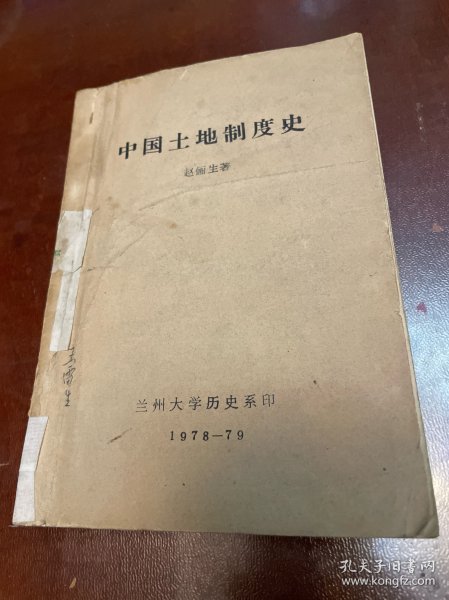 中国土地制度史
赵俪生著
兰州大学历史系印
1978—79
孔夫子旧书网
www.kongfz.com